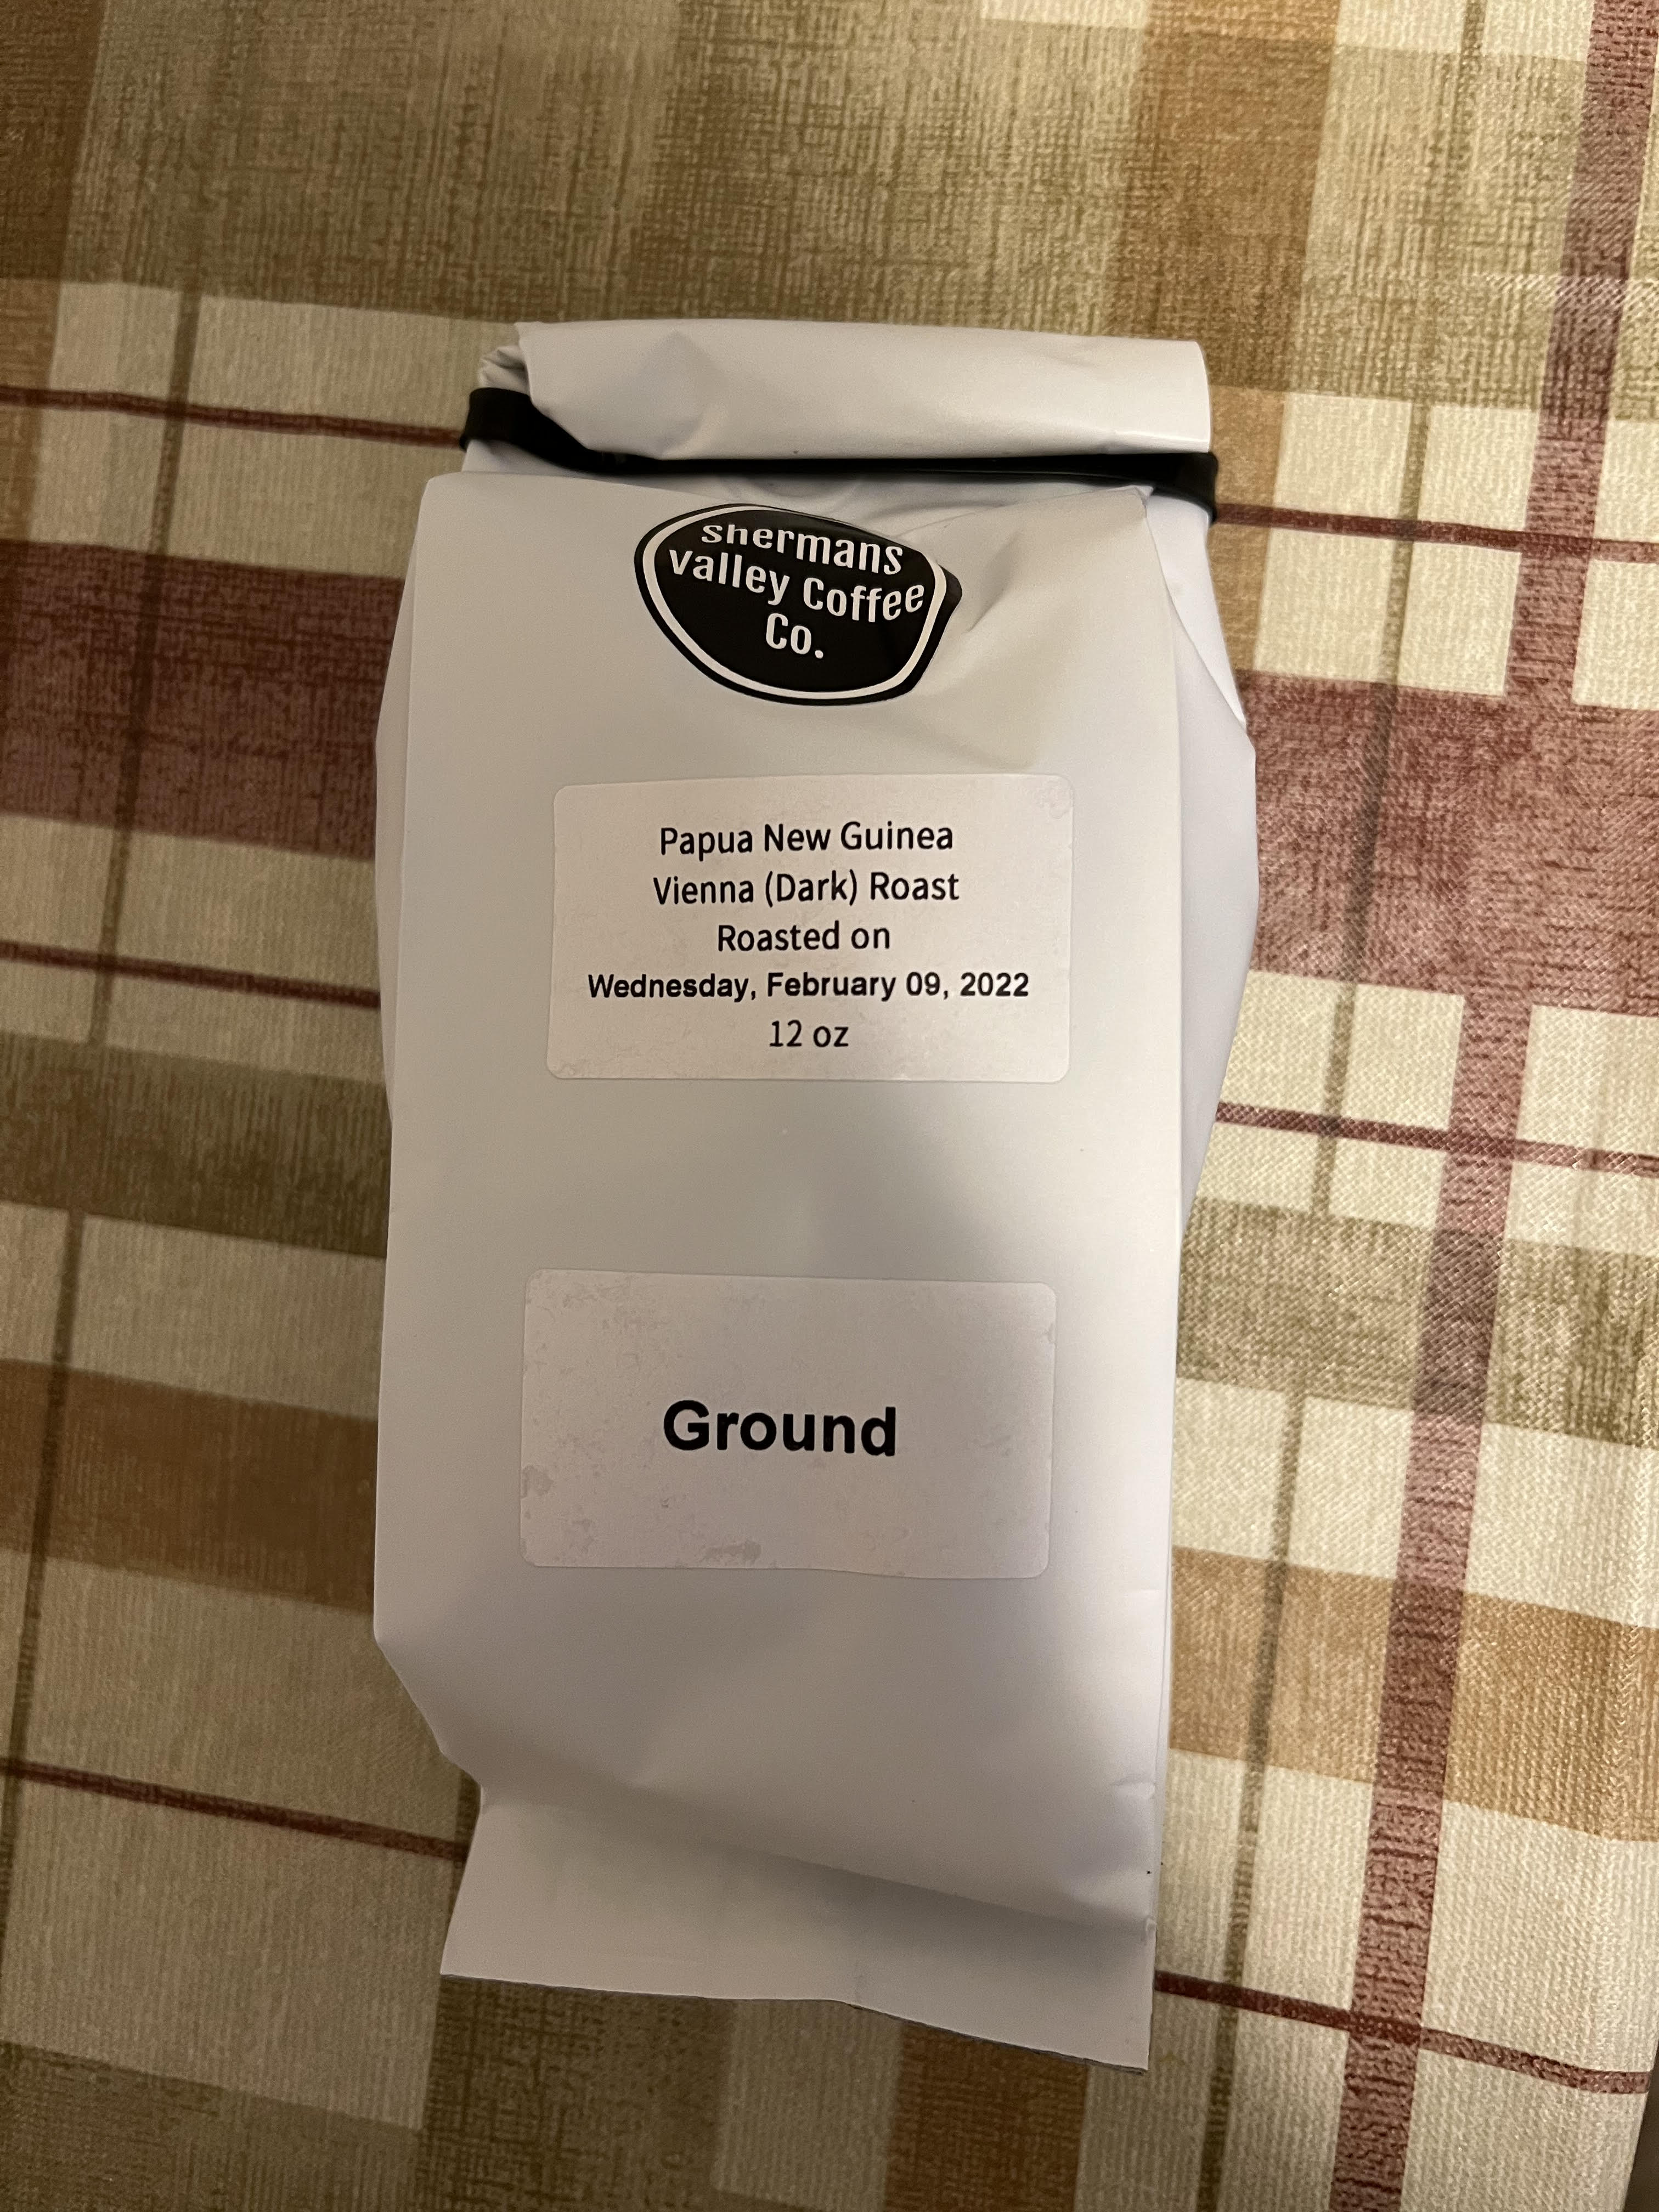 shermans
valley Coffee
Co.
Papua New Guinea
Vienna (Dark) Roast
Roasted on
Wednesday, February 09, 2022
12 oz
Ground